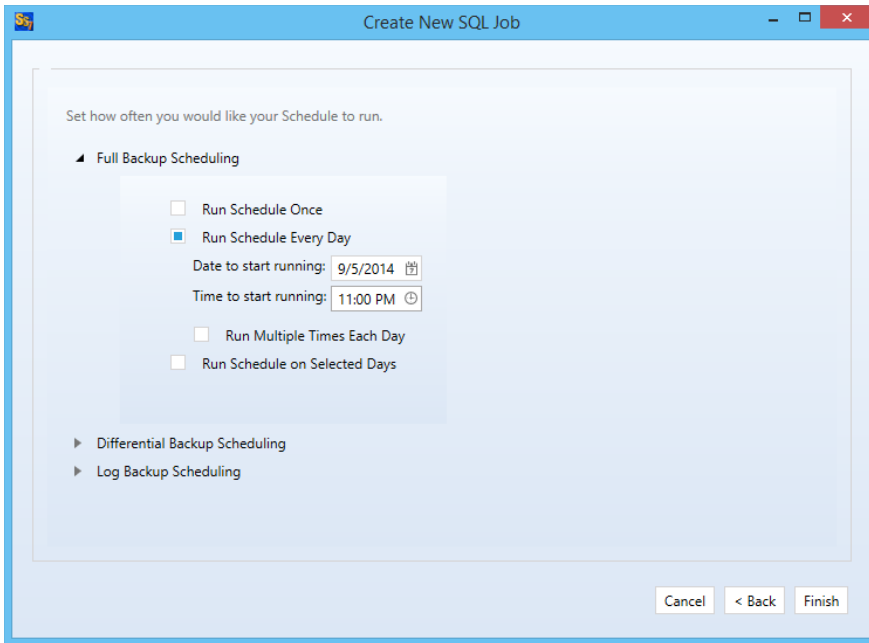 Create New SQL Job
Set how often you would like your Schedule to run.
Full Backup Scheduling
Run Schedule Once
Run Schedule Every Day
Date to start running: 9/5/2014
Time to start running: 11:00 PM
Run Multiple Times Each Day
Run Schedule on Selected Days
Differential Backup Scheduling
Log Backup Scheduling
Cancel < Back Finish